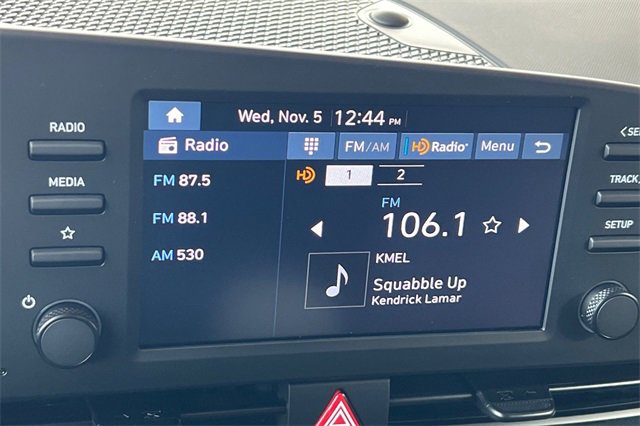 Wed, Nov. 5 12:44 PM
RADIO
MEDIA
Radio
FM/AM
HD Radio
Menu
FM 87.5
FM 88.1
AM 530
HD 1 2
FM
106.1
KMEL
Squabble Up
Kendrick Lamar
SETUP
TRACK